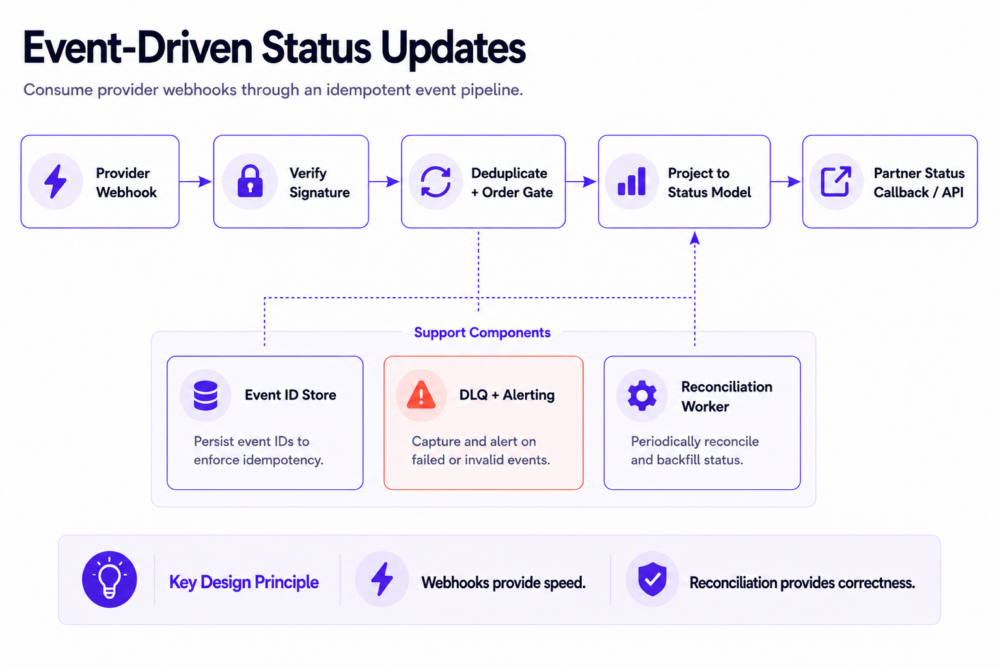 Event-Driven Status Updates
Consume provider webhooks through an idempotent event pipeline.
Provider
Webhook
Verify
Signature
Deduplicate
+ Order Gate
Project to
Status Model
Partner Status
Callback / API
Support Components
Event ID Store
Persist event IDs to
enforce idempotency.
DLQ + Alerting
Capture and alert on
failed or invalid events.
Reconciliation
Worker
Periodically reconcile
and backfill status.
Key Design Principle
Webhooks provide speed.
Reconciliation provides correctness.